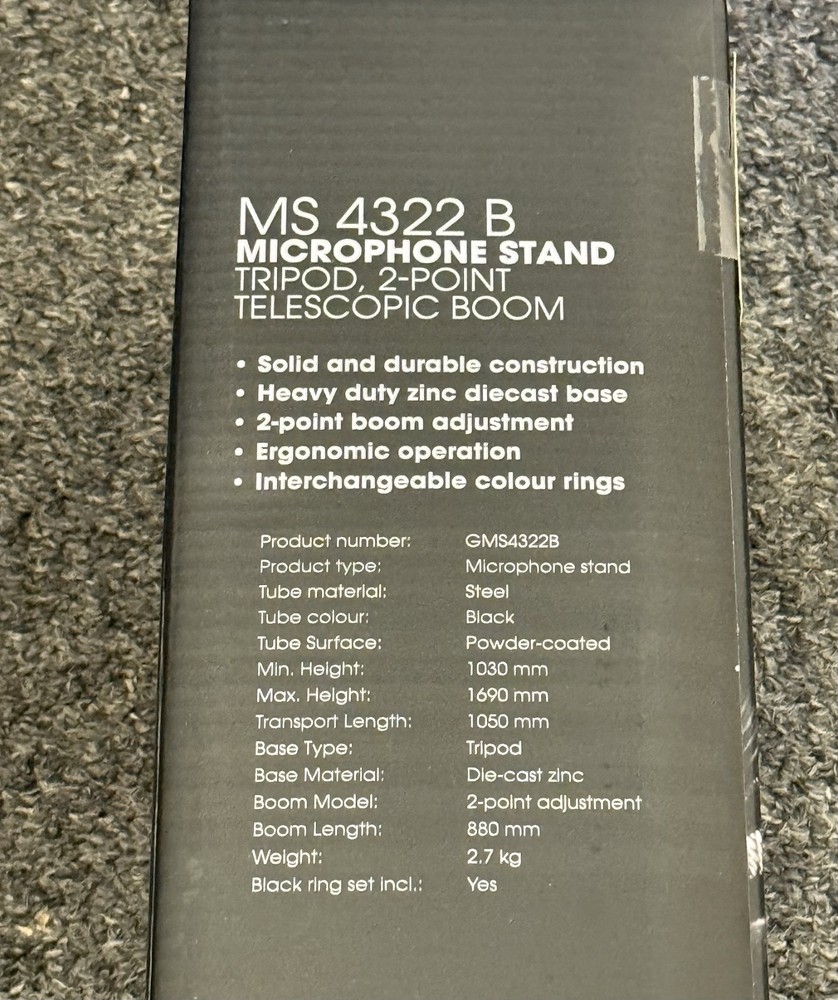 MS 4322 B
MICROPHONE STAND
TRIPOD, 2-POINT
TELESCOPIC BOOM
• Solid and durable construction
• Heavy duty zinc diecast base
• 2-point boom adjustment
• Ergonomic operation
• Interchangeable colour rings
Product number: GMS4322B
Product type: Microphone stand
Tube material: Steel
Tube colour: Black
Tube Surface: Powder-coated
Min. Height: 1030 mm
Max. Height: 1690 mm
Transport Length: 1050 mm
Base Type: Tripod
Base Material: Die-cast zinc
Boom Model: 2-point adjustment
Boom Length: 880 mm
Weight: 2.7 kg
Black ring set incl.: Yes